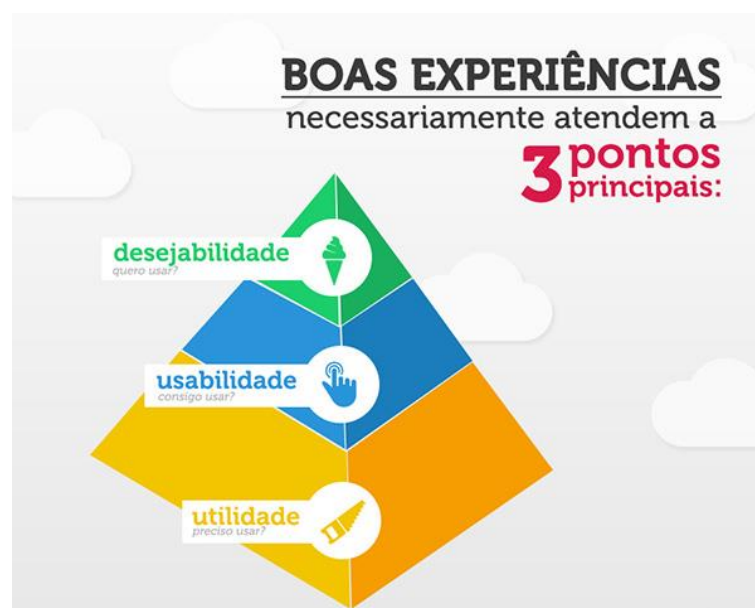 BOAS EXPERIÊNCIAS
necessariamente atendem a
3 pontos
principais:
desejabilidade
quero usar?
usabilidade
consigo usar?
utilidade
preciso usar?